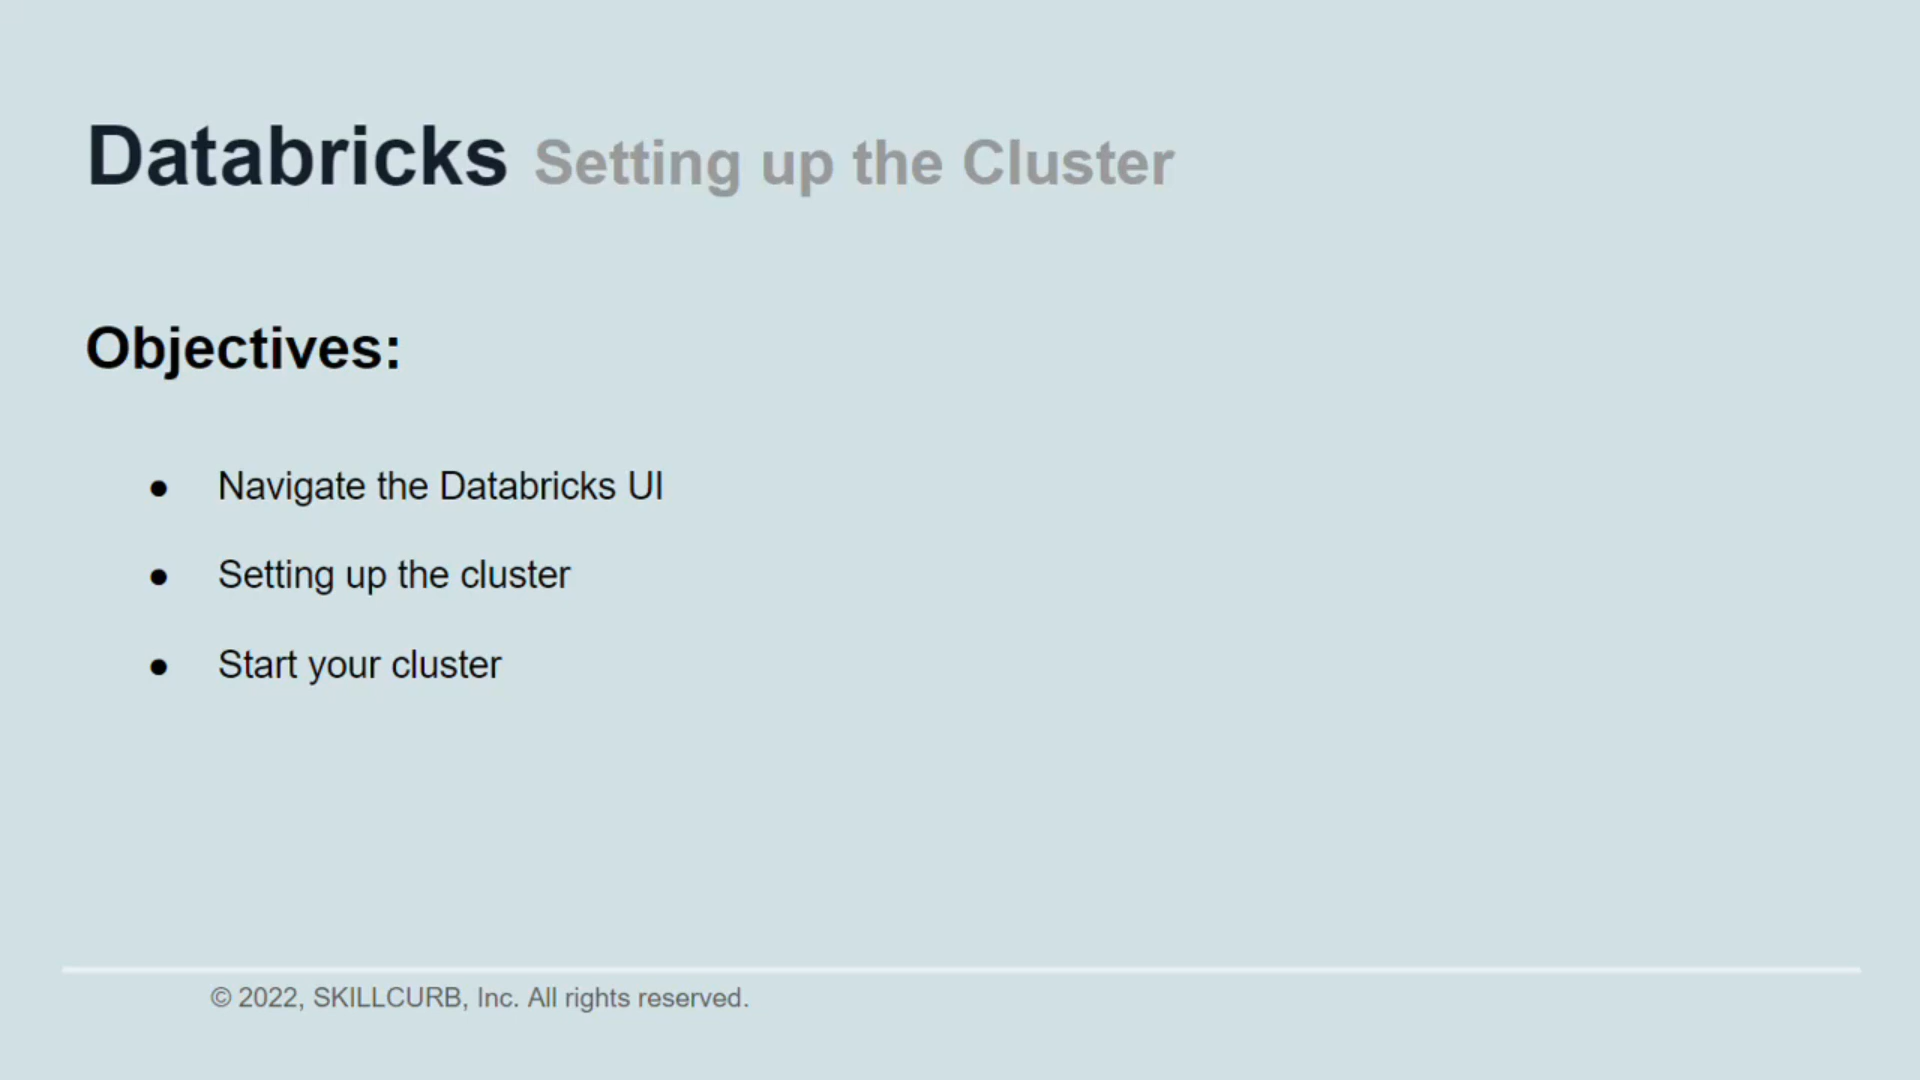 Databricks Setting up the Cluster
Objectives:
● Navigate the Databricks UI
● Setting up the cluster
● Start your cluster
© 2022, SKILLCURB, Inc. All rights reserved.